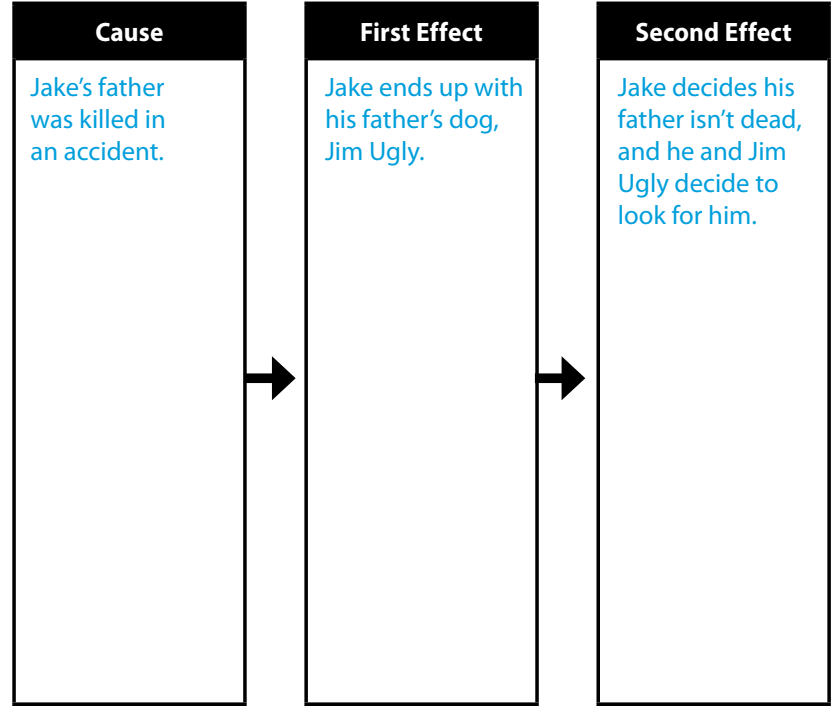 Cause
Jake’s father
was killed in
an accident.
First Effect
Jake ends up with
his father’s dog,
Jim Ugly.
Second Effect
Jake decides his
father isn’t dead,
and he and Jim
Ugly decide to
look for him.